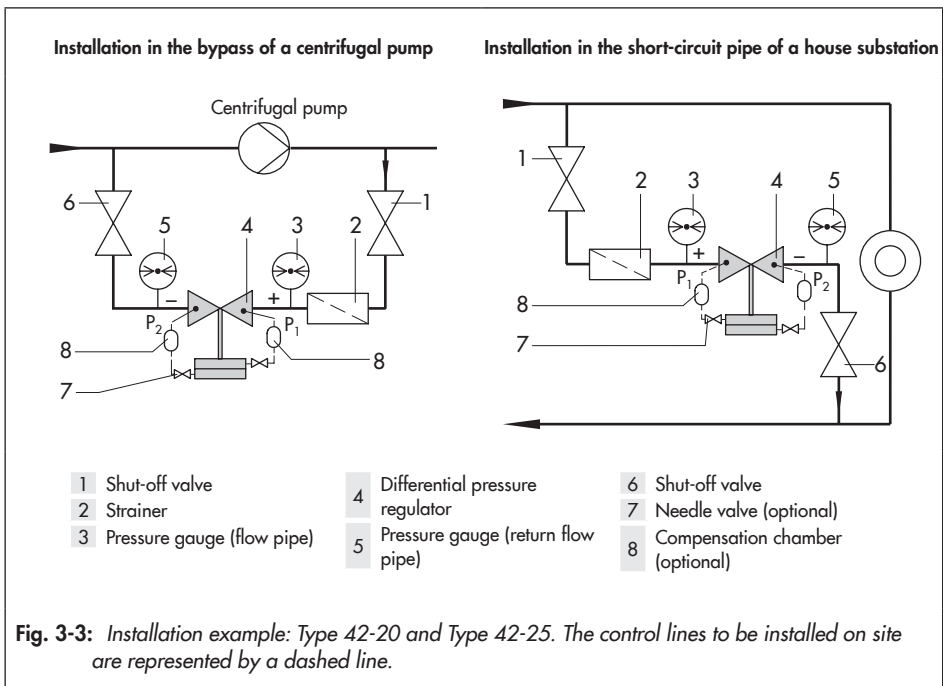 Installation in the bypass of a centrifugal pump
Installation in the short-circuit pipe of a house substation
Centrifugal pump
6
5
4
3
2
1
–
+
P2
P1
8
8
7
1
2
3
4
5
+
–
P1
P2
8
7
6
1 Shut-off valve
2 Strainer
3 Pressure gauge (flow pipe)
4 Differential pressure
regulator
5 Pressure gauge (return flow
pipe)
6 Shut-off valve
7 Needle valve (optional)
8 Compensation chamber
(optional)
Fig. 3-3: Installation example: Type 42-20 and Type 42-25. The control lines to be installed on site
are represented by a dashed line.